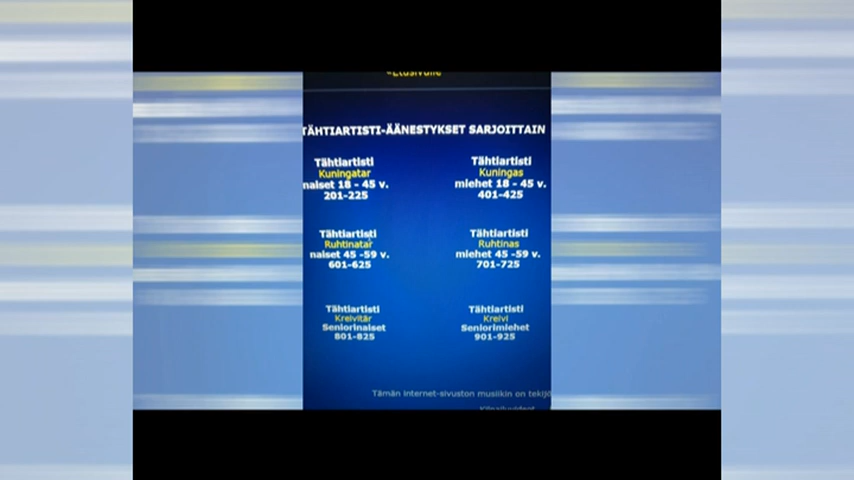 «Etusivulle
TÄHTIARTISTI-ÄÄNESTYKSET SARJOITTAIN
Tähtiartisti
Kuningatar
naiset 18 - 45 v.
201-225
Tähtiartisti
Kuningas
miehet 18 - 45 v.
401-425
Tähtiartisti
Ruhtinatar
naiset 45 -59 v.
601-625
Tähtiartisti
Ruhtinas
miehet 45 -59 v.
701-725
Tähtiartisti
Kreivitär
Seniorinaiset
801-825
Tähtiartisti
Kreivi
Seniorimiehet
901-925
Tämän internet-sivuston musiikin on tekijö